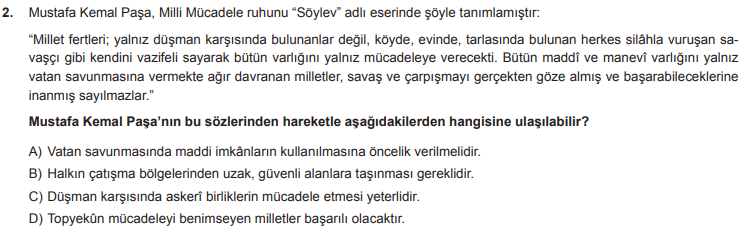 2. Mustafa Kemal Paşa, Milli Mücadele ruhunu “Söylev” adlı eserinde şöyle tanımlamıştır:
“Millet fertleri; yalnız düşman karşısında bulunanlar değil, köyde, evinde, tarlasında bulunan herkes silâhla vuruşan sa-
vaşçı gibi kendini vazifeli sayarak bütün varlığını yalnız mücadeleye verecekti. Bütün maddî ve manevî varlığını yalnız
vatan savunmasına vermekte ağır davranan milletler, savaş ve çarpışmayı gerçekten göze almış ve başarabileceklerine
inanmış sayılmazlar.”
Mustafa Kemal Paşa’nın bu sözlerinden hareketle aşağıdakilerden hangisine ulaşılabilir?
A) Vatan savunmasında maddi imkânların kullanılmasına öncelik verilmelidir.
B) Halkın çatışma bölgelerinden uzak, güvenli alanlara taşınması gereklidir.
C) Düşman karşısında askerî birliklerin mücadele etmesi yeterlidir.
D) Topyekûn mücadeleyi benimseyen milletler başarılı olacaktır.